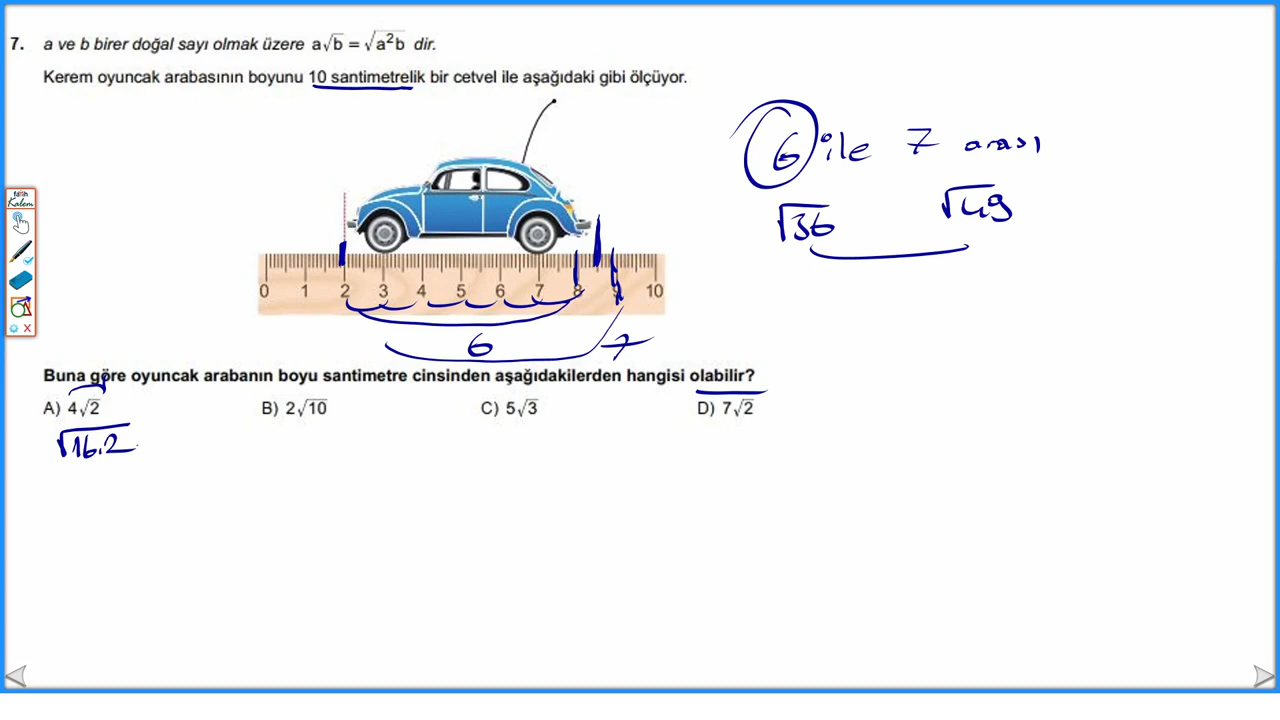 7. a ve b birer doğal sayı olmak üzere a√b = √a²b dir.
Kerem oyuncak arabasının boyunu 10 santimetrelik bir cetvel ile aşağıdaki gibi ölçüyor.
6 ile 7 arası
√36 √49
fatih
Kalem
0 1 2 3 4 5 6 7 8 9 10
6 7
Buna göre oyuncak arabanın boyu santimetre cinsinden aşağıdakilerden hangisi olabilir?
A) 4√2 B) 2√10 C) 5√3 D) 7√2
√16.2